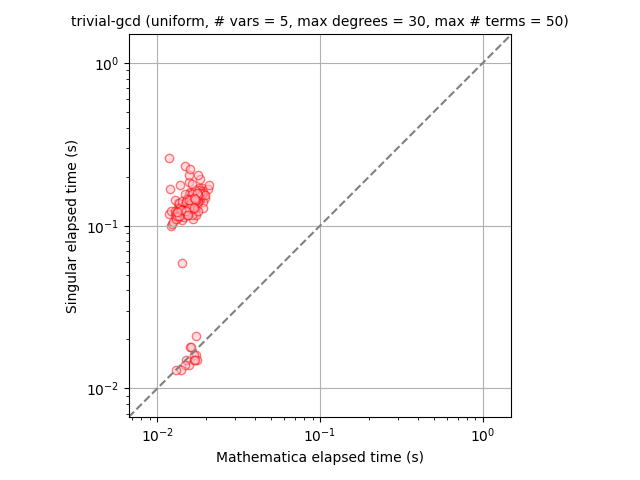 trivial-gcd (uniform, # vars = 5, max degrees = 30, max # terms = 50)
10⁰
10⁻¹
10⁻²
Singular elapsed time (s)
10⁻² 10⁻¹ 10⁰
Mathematica elapsed time (s)